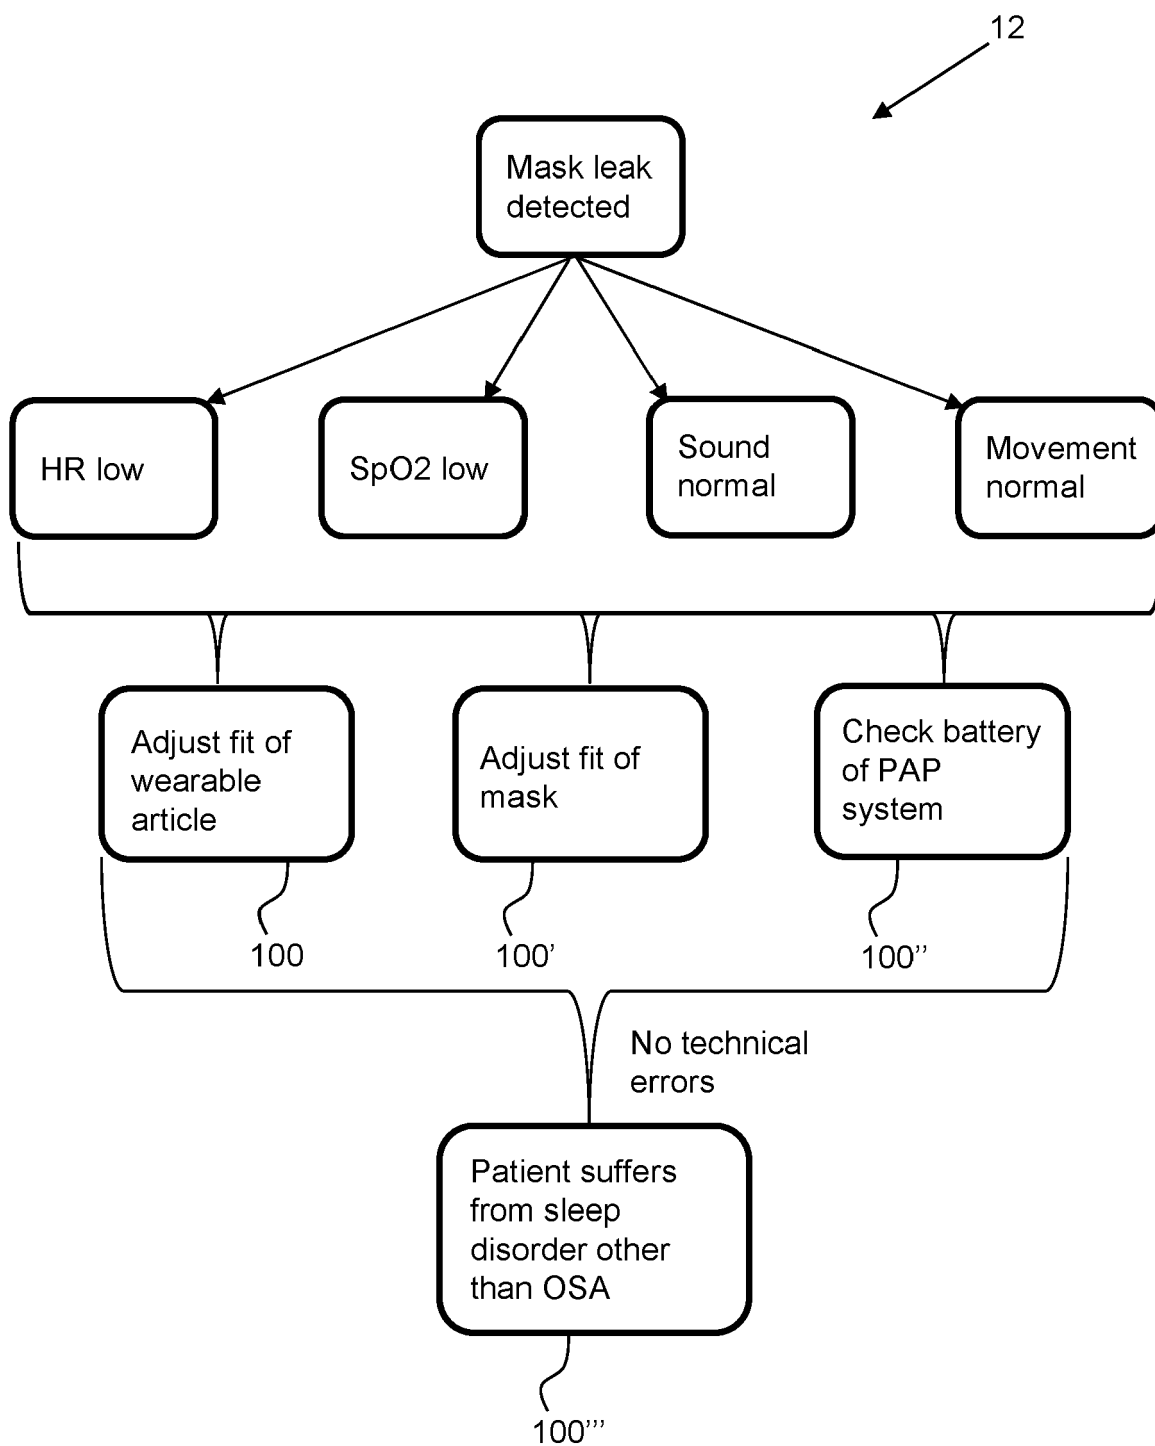 12
Mask leak
detected
HR low
SpO2 low
Sound
normal
Movement
normal
Adjust fit of
wearable
article
Adjust fit of
mask
Check battery
of PAP
system
100
100'
100''
No technical
errors
Patient suffers
from sleep
disorder other
than OSA
100'''